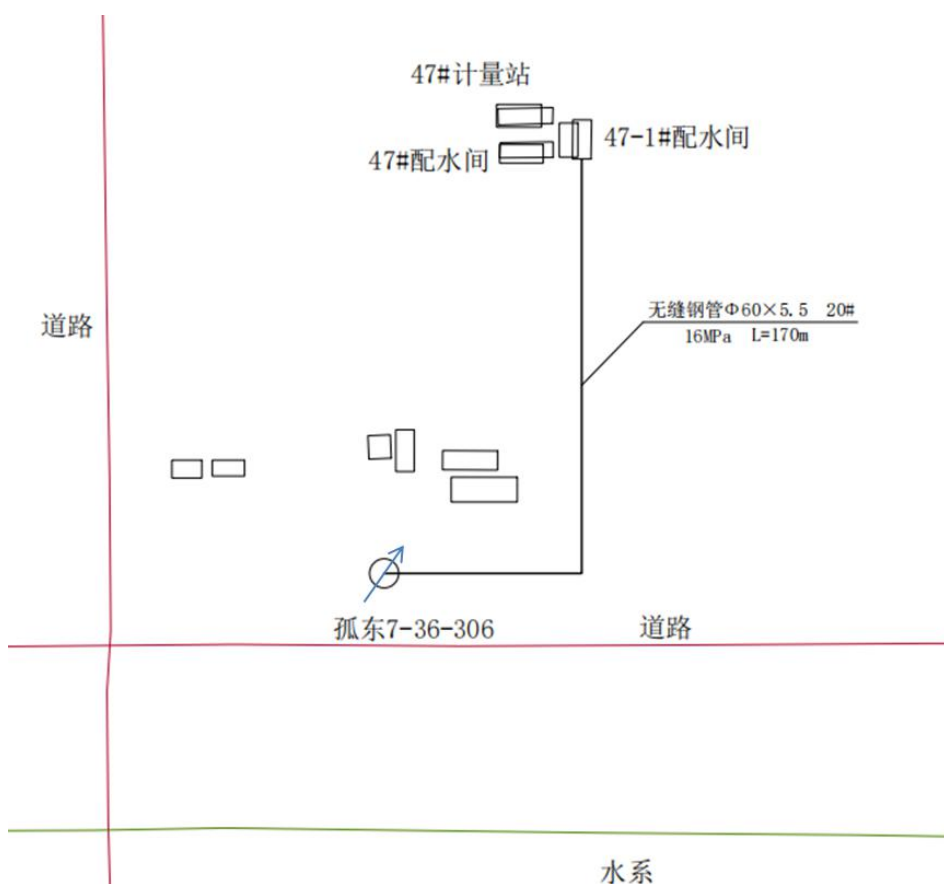 47#计量站
47-1#配水间
47#配水间
道路
无缝钢管Φ60×5.5 20#
16MPa L=170m
孤东7-36-306
道路
水系